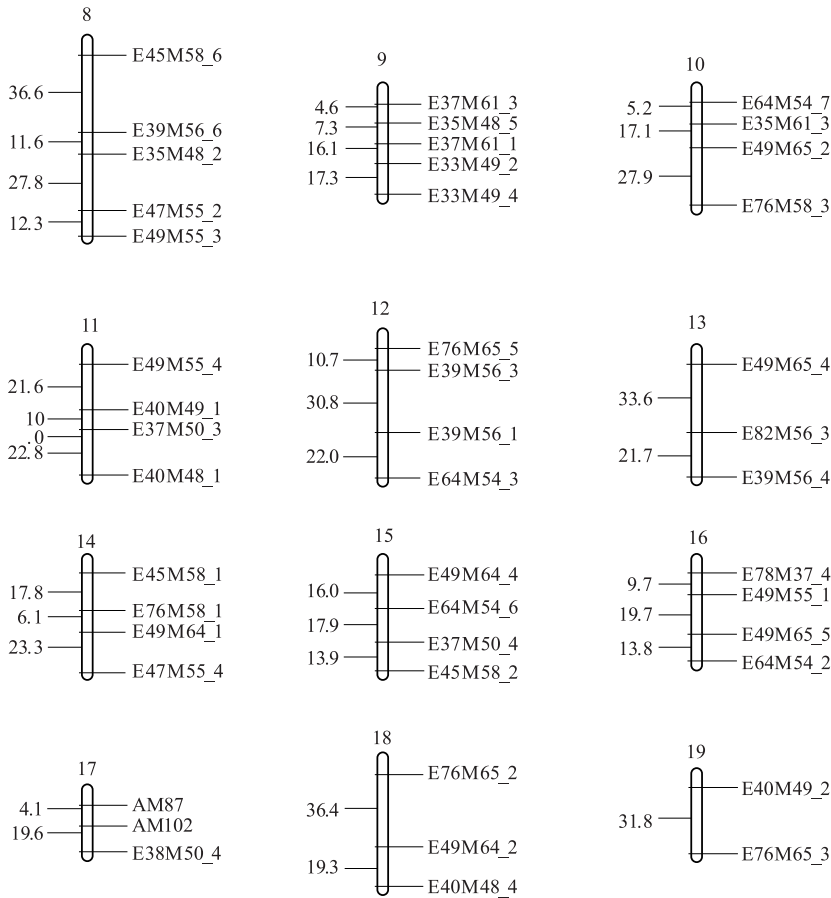 8
E45M58_6
36.6
E39M56_6
11.6
E35M48_2
27.8
E47M55_2
12.3
E49M55_3
9
E37M61_3
4.6
E35M48_5
7.3
E37M61_1
16.1
E33M49_2
17.3
E33M49_4
10
E64M54_7
5.2
E35M61_3
17.1
E49M65_2
27.9
E76M58_3
11
E49M55_4
21.6
E40M49_1
10
E37M50_3
.0
22.8
E40M48_1
12
E76M65_5
10.7
E39M56_3
30.8
E39M56_1
22.0
E64M54_3
13
E49M65_4
33.6
E82M56_3
21.7
E39M56_4
14
E45M58_1
17.8
E76M58_1
6.1
E49M64_1
23.3
E47M55_4
15
E49M64_4
16.0
E64M54_6
17.9
E37M50_4
13.9
E45M58_2
16
E78M37_4
9.7
E49M55_1
19.7
E49M65_5
13.8
E64M54_2
17
AM87
4.1
AM102
19.6
E38M50_4
18
E76M65_2
36.4
E49M64_2
19.3
E40M48_4
19
E40M49_2
31.8
E76M65_3